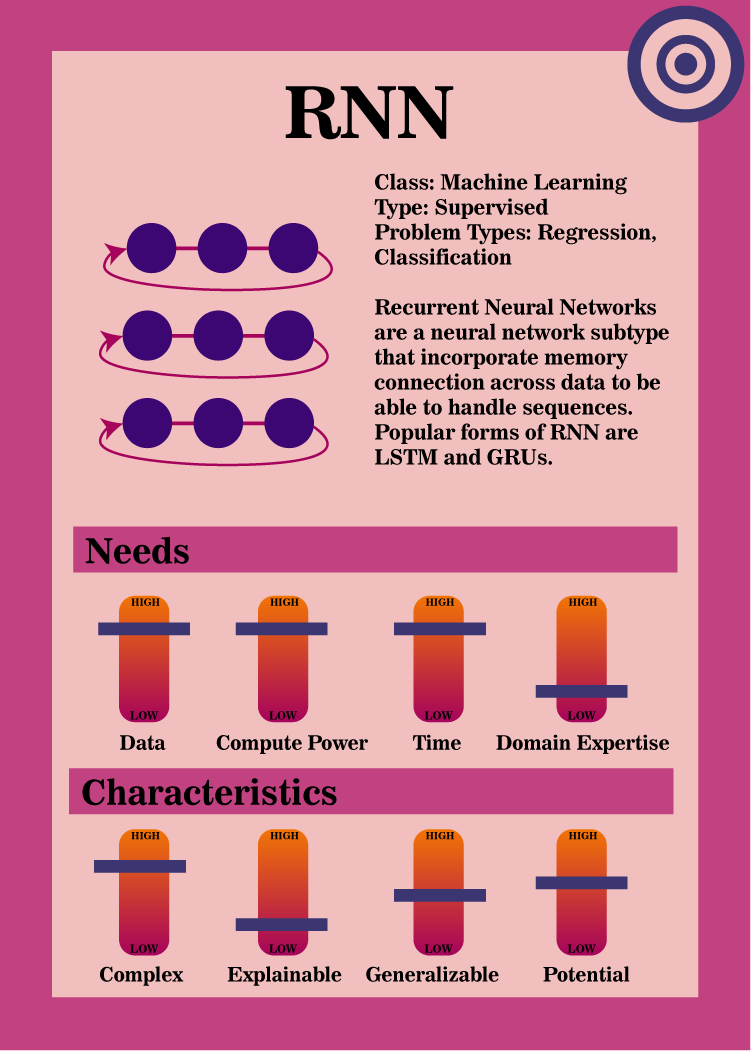 RNN
Class: Machine Learning
Type: Supervised
Problem Types: Regression,
Classification
Recurrent Neural Networks
are a neural network subtype
that incorporate memory
connection across data to be
able to handle sequences.
Popular forms of RNN are
LSTM and GRUs.
Needs
HIGH HIGH HIGH HIGH
LOW LOW LOW LOW
Data Compute Power Time Domain Expertise
Characteristics
HIGH HIGH HIGH HIGH
LOW LOW LOW LOW
Complex Explainable Generalizable Potential